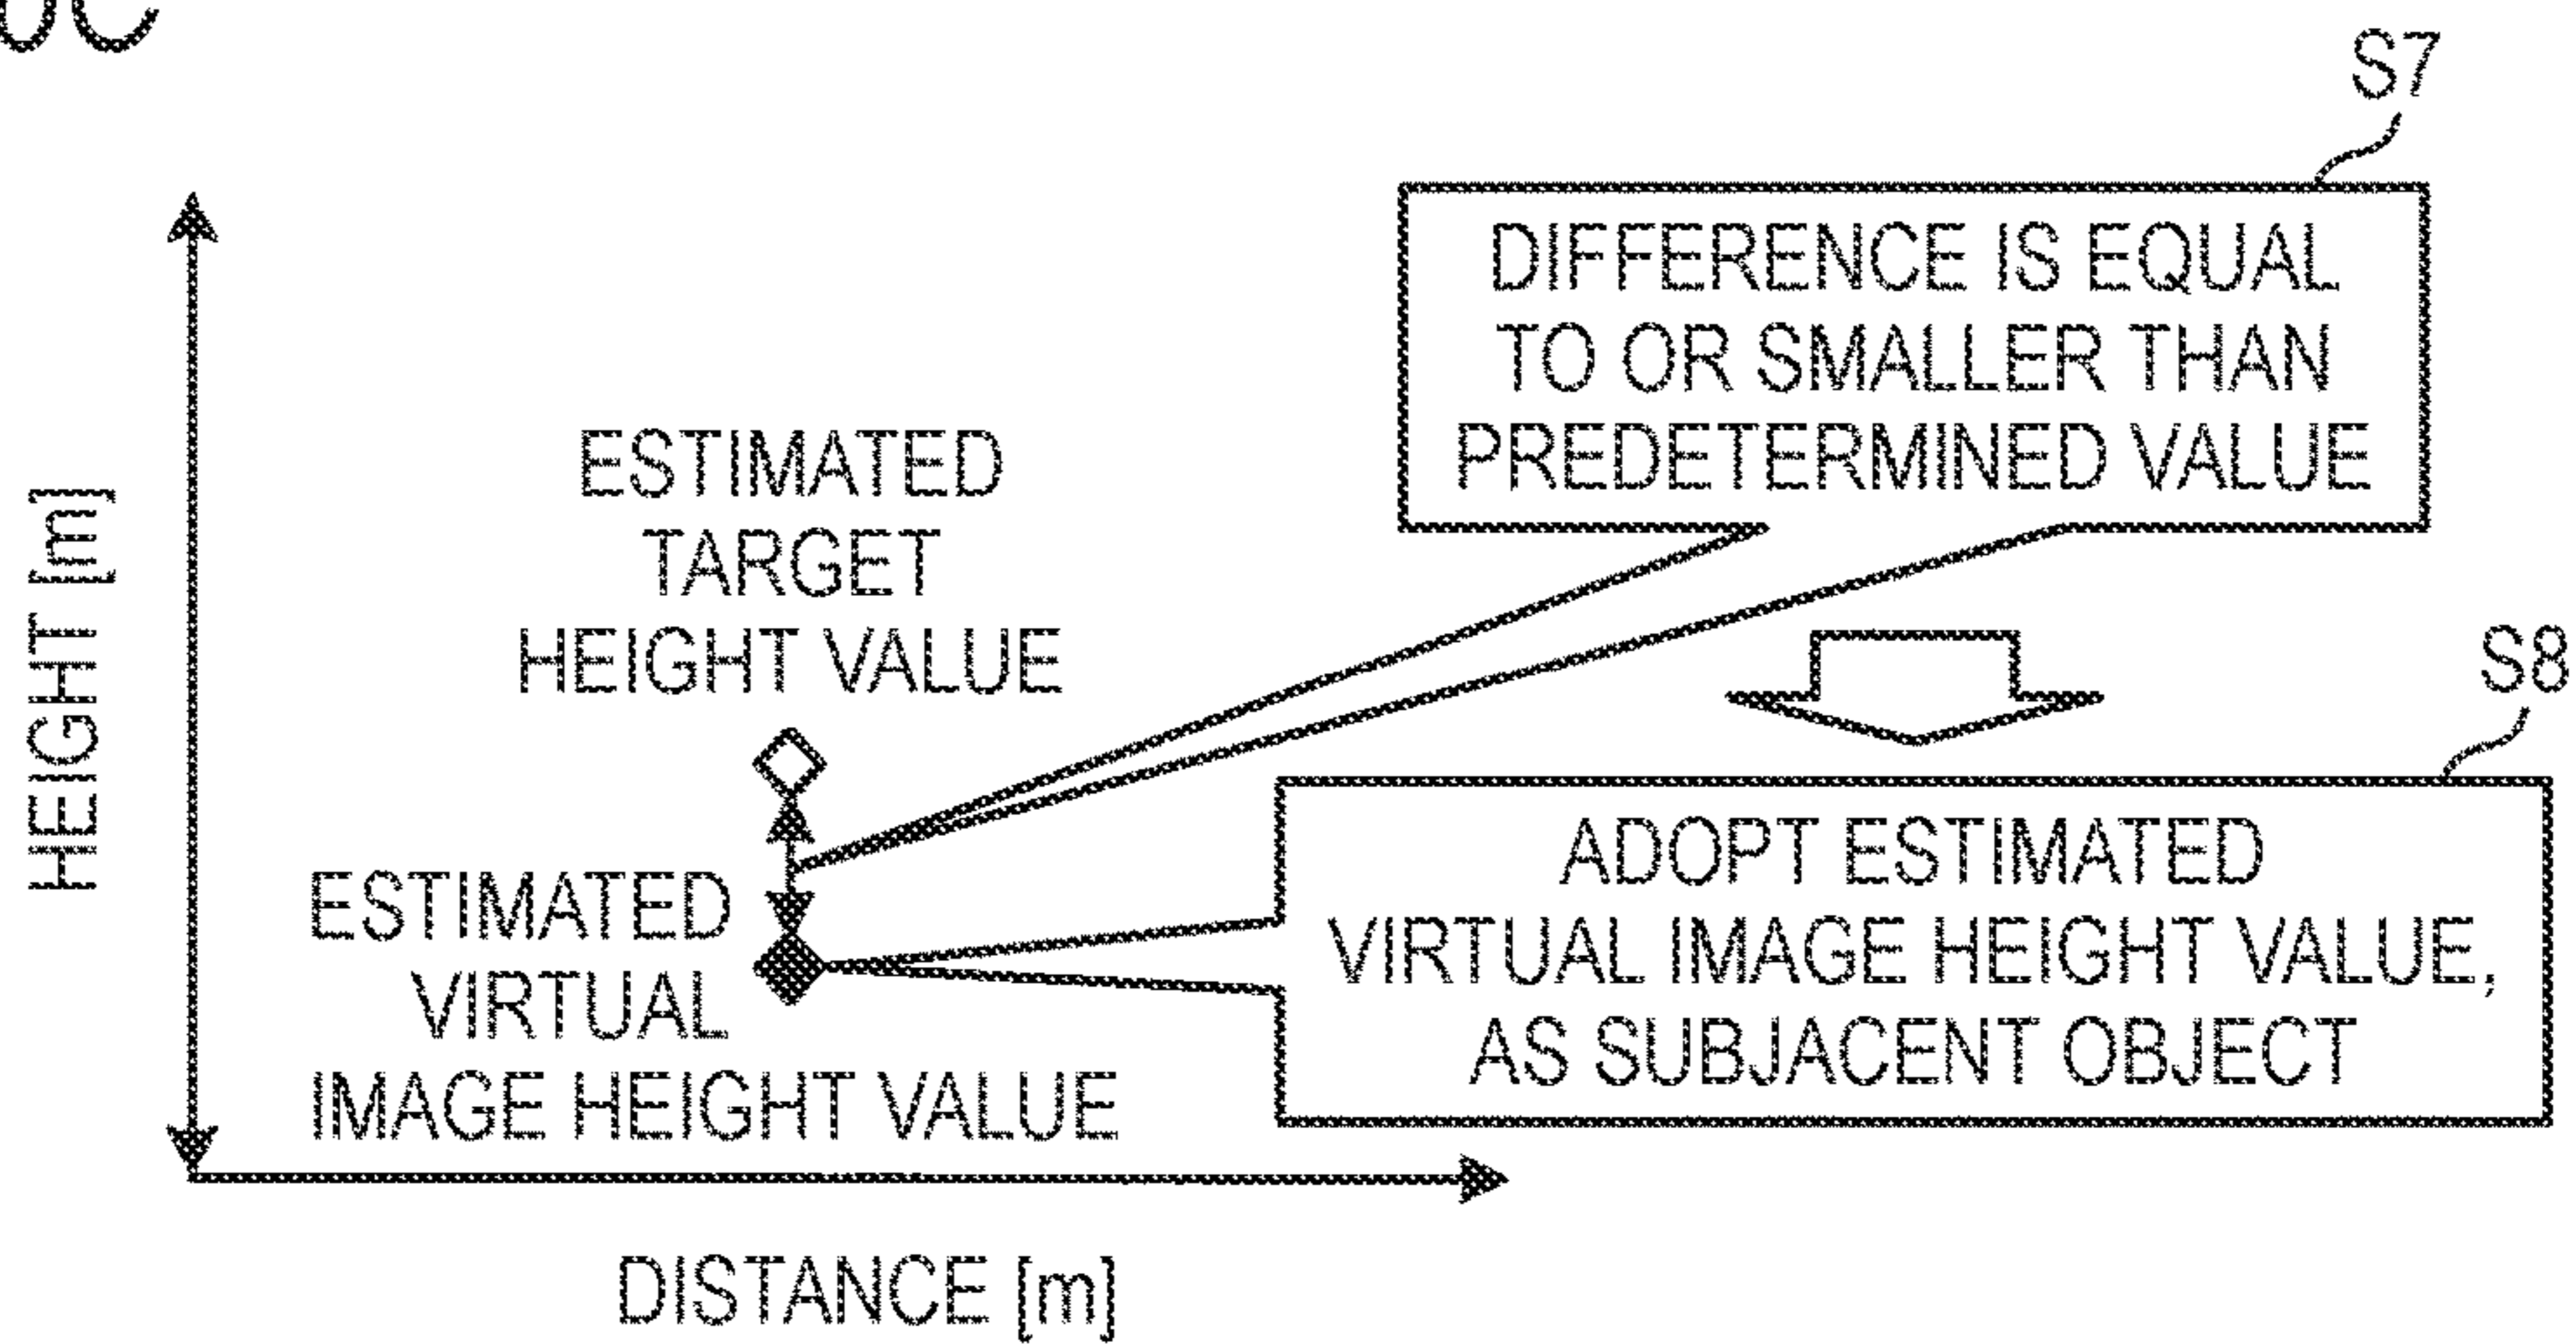 S7
DIFFERENCE IS EQUAL
TO OR SMALLER THAN
PREDETERMINED VALUE
HEIGHT [m]
ESTIMATED
TARGET
HEIGHT VALUE
S8
ESTIMATED
VIRTUAL
IMAGE HEIGHT VALUE
ADOPT ESTIMATED
VIRTUAL IMAGE HEIGHT VALUE,
AS SUBJACENT OBJECT
DISTANCE [m]